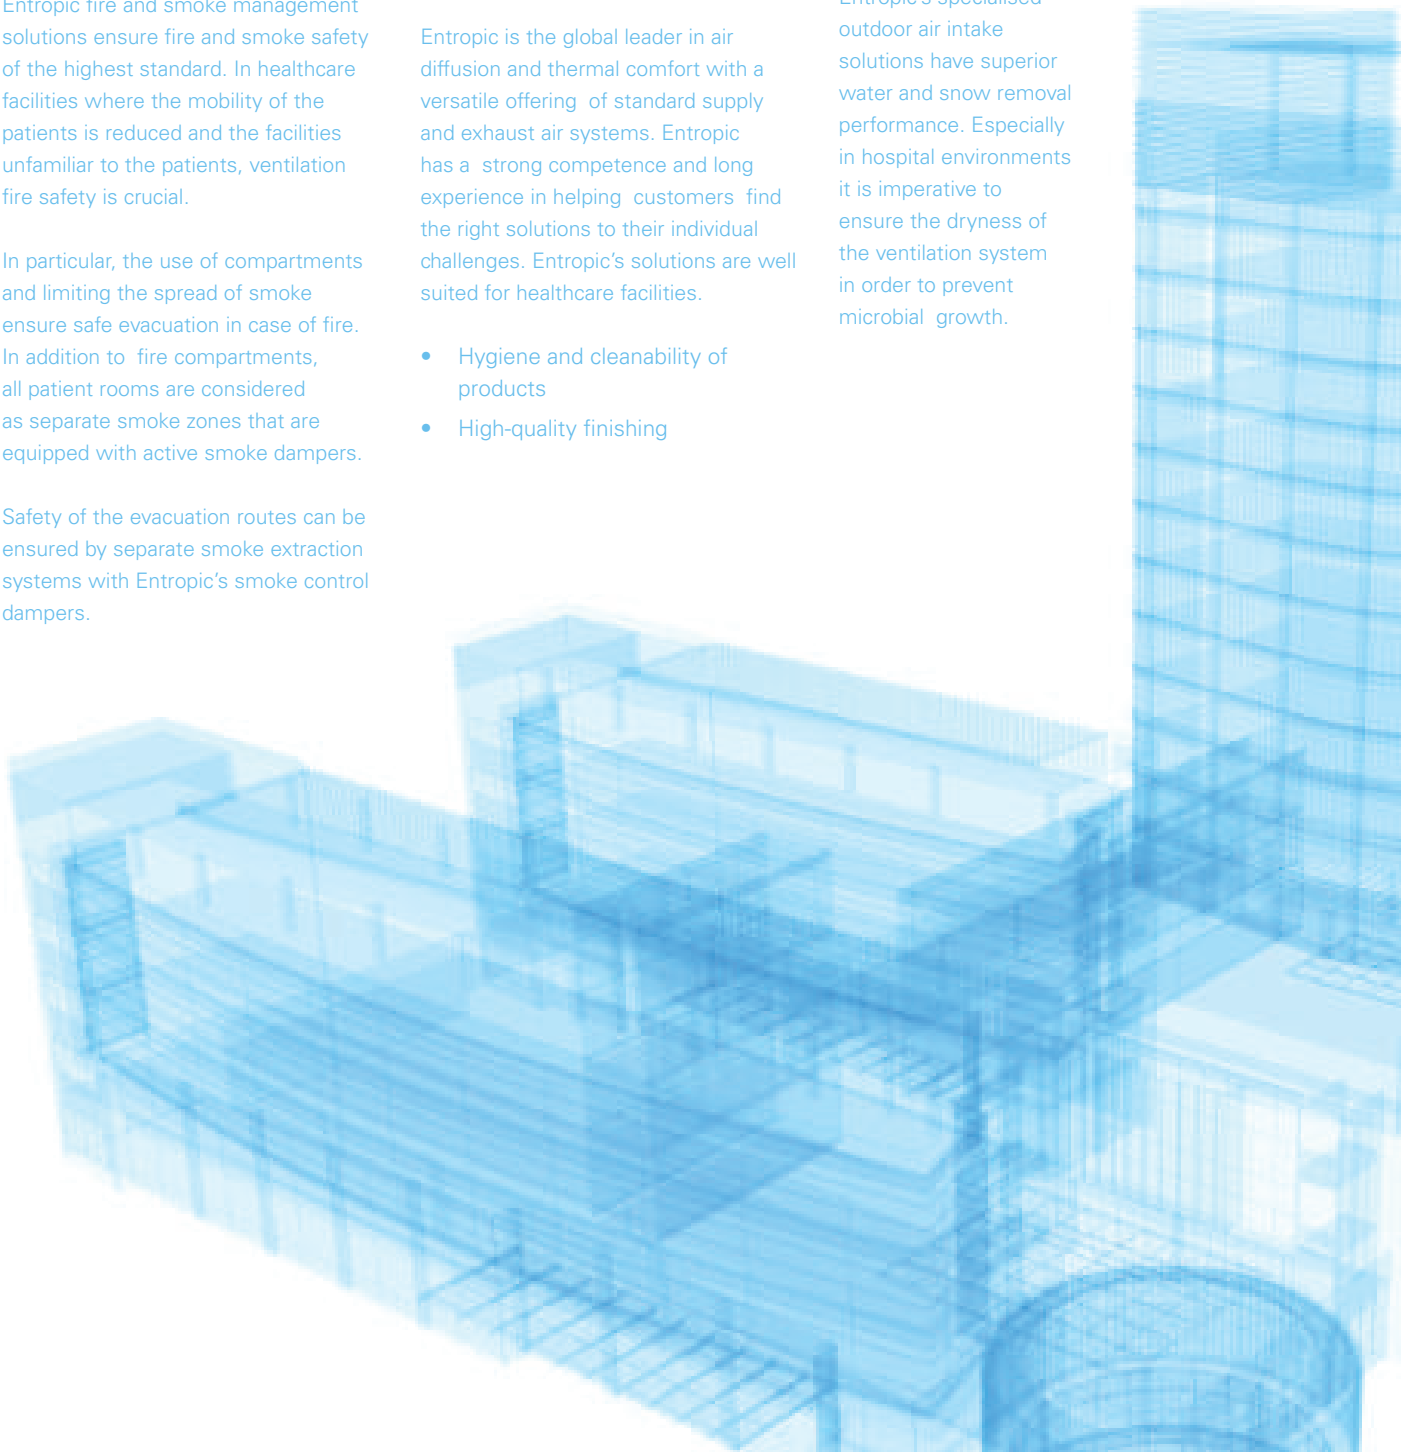 Entropic fire and smoke management
solutions ensure fire and smoke safety
of the highest standard. In healthcare
facilities where the mobility of the
patients is reduced and the facilities
unfamiliar to the patients, ventilation
fire safety is crucial.
In particular, the use of compartments
and limiting the spread of smoke
ensure safe evacuation in case of fire.
In addition to fire compartments,
all patient rooms are considered
as separate smoke zones that are
equipped with active smoke dampers.
Safety of the evacuation routes can be
ensured by separate smoke extraction
systems with Entropic’s smoke control
dampers.
Entropic is the global leader in air
diffusion and thermal comfort with a
versatile offering of standard supply
and exhaust air systems. Entropic
has a strong competence and long
experience in helping customers find
the right solutions to their individual
challenges. Entropic’s solutions are well
suited for healthcare facilities.
• Hygiene and cleanability of
products
• High-quality finishing
Entropic’s specialised
outdoor air intake
solutions have superior
water and snow removal
performance. Especially
in hospital environments
it is imperative to
ensure the dryness of
the ventilation system
in order to prevent
microbial growth.